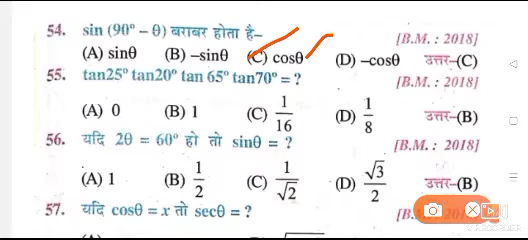 54. sin (90° – θ) बराबर होता है– [B.M. : 2018]
(A) sinθ (B) –sinθ (C) cosθ (D) –cosθ उत्तर–(C)
55. tan25° tan20° tan 65° tan70° = ? [B.M. : 2018]
(A) 0 (B) 1 (C) 1/16 (D) 1/8 उत्तर–(B)
56. यदि 2θ = 60° हो तो sinθ = ? [B.M. : 2018]
(A) 1 (B) 1/2 (C) 1/√2 (D) √3/2 उत्तर–(B)
57. यदि cosθ = x तो secθ = ? [B.M. : 2018]